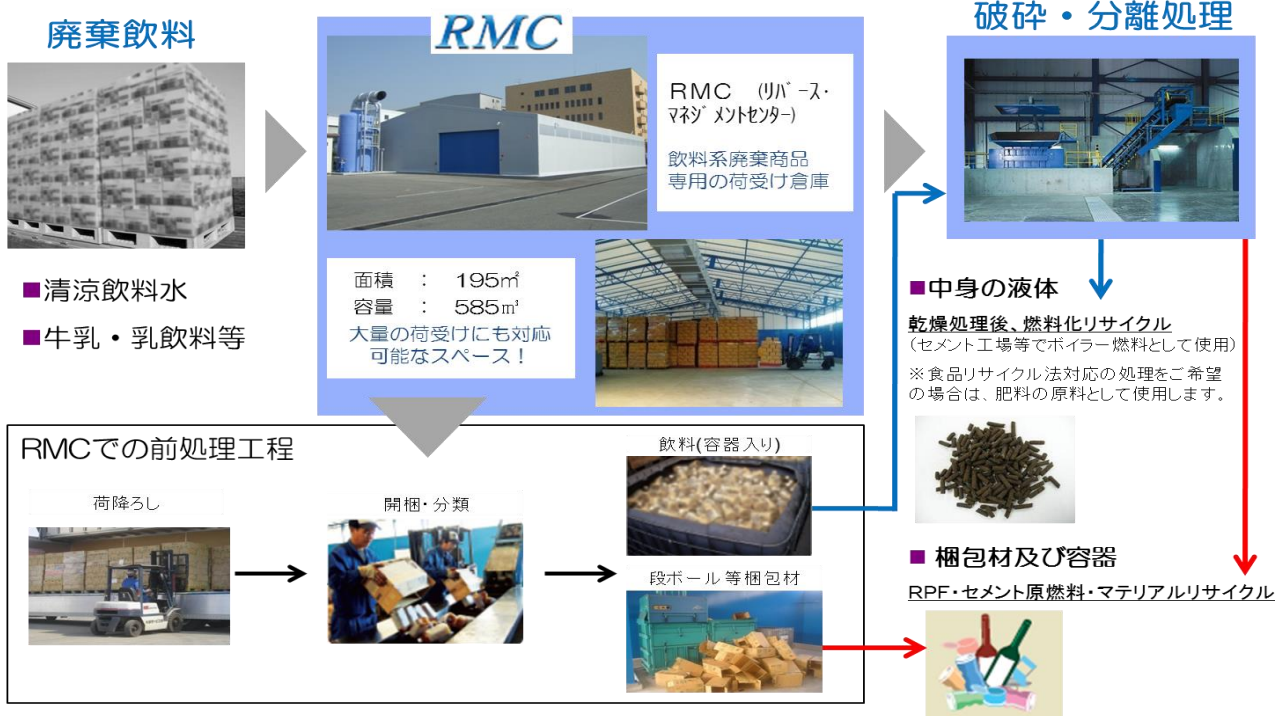 廃棄飲料
■清涼飲料水
■牛乳・乳飲料等
RMC
RMC (ﾘﾊﾞｰｽ・
ﾏﾈｼﾞﾒﾝﾄｾﾝﾀｰ)
飲料系廃棄商品
専用の荷受け倉庫
面積 : 195㎡
容量 : 585㎥
大量の荷受けにも対応
可能なスペース！
破砕・分離処理
■中身の液体
乾燥処理後、燃料化リサイクル
(セメント工場等でボイラー燃料として使用)
※食品リサイクル法対応の処理をご希望
の場合は、肥料の原料として使用します。
■ 梱包材及び容器
RPF・セメント原燃料・マテリアルリサイクル
RMCでの前処理工程
荷降ろし
開梱・分類
飲料(容器入り)
段ボール等梱包材